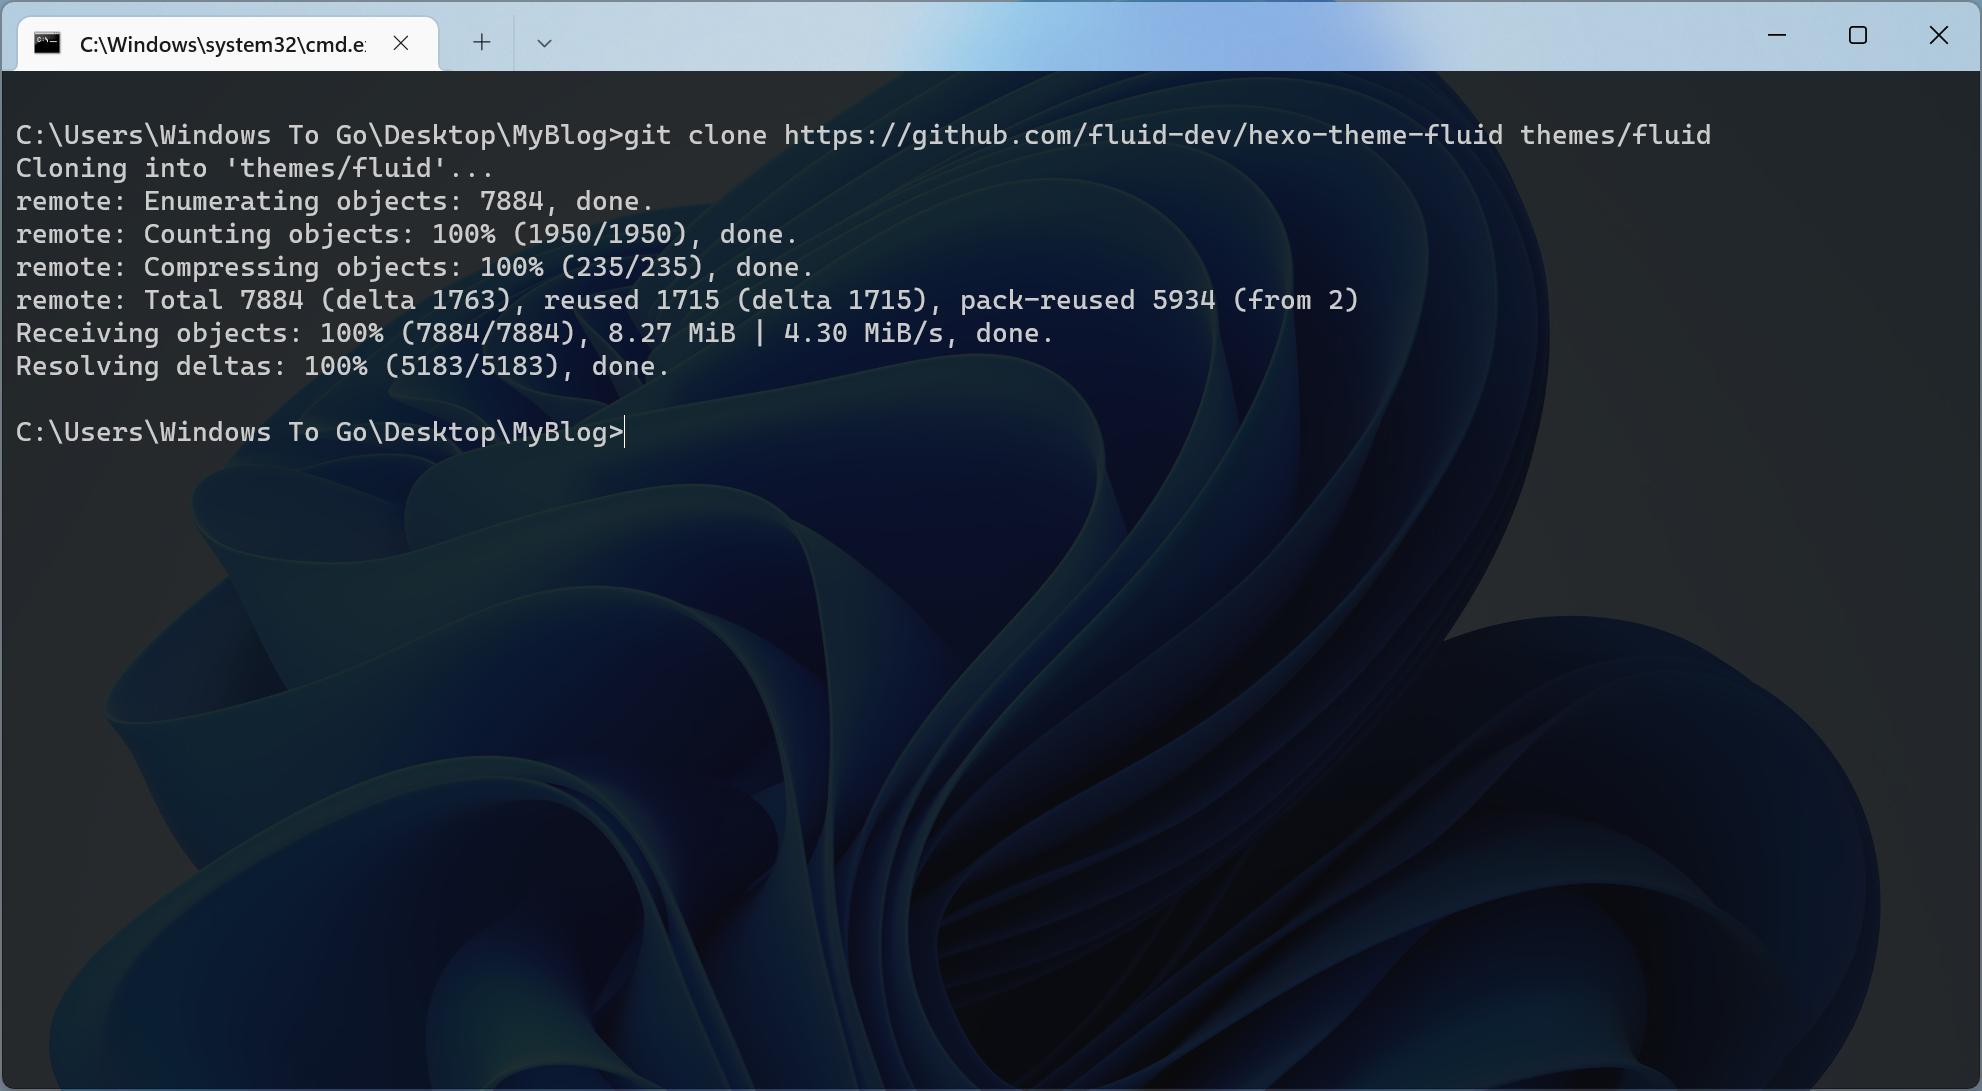 C:\Windows\system32\cmd.e
C:\Users\Windows To Go\Desktop\MyBlog>git clone https://github.com/fluid-dev/hexo-theme-fluid themes/fluid
Cloning into 'themes/fluid'...
remote: Enumerating objects: 7884, done.
remote: Counting objects: 100% (1950/1950), done.
remote: Compressing objects: 100% (235/235), done.
remote: Total 7884 (delta 1763), reused 1715 (delta 1715), pack-reused 5934 (from 2)
Receiving objects: 100% (7884/7884), 8.27 MiB | 4.30 MiB/s, done.
Resolving deltas: 100% (5183/5183), done.
C:\Users\Windows To Go\Desktop\MyBlog>